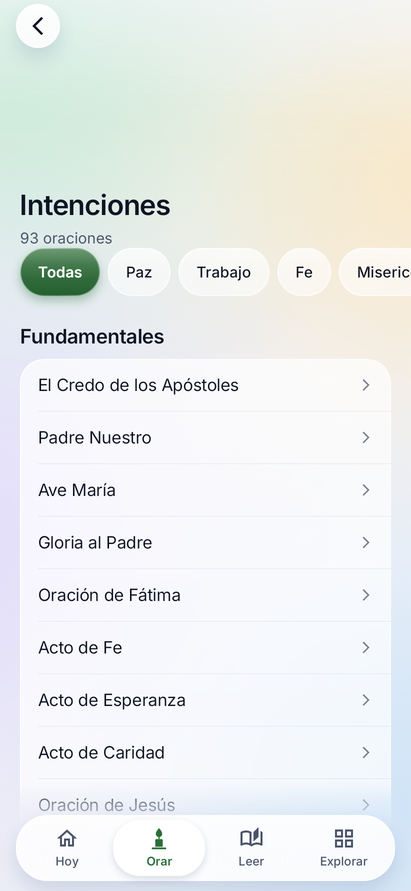 Intenciones
93 oraciones
Todas
Paz
Trabajo
Fe
Miseric
Fundamentales
El Credo de los Apóstoles
Padre Nuestro
Ave María
Gloria al Padre
Oración de Fátima
Acto de Fe
Acto de Esperanza
Acto de Caridad
Oración de Jesús
Hoy
Orar
Leer
Explorar